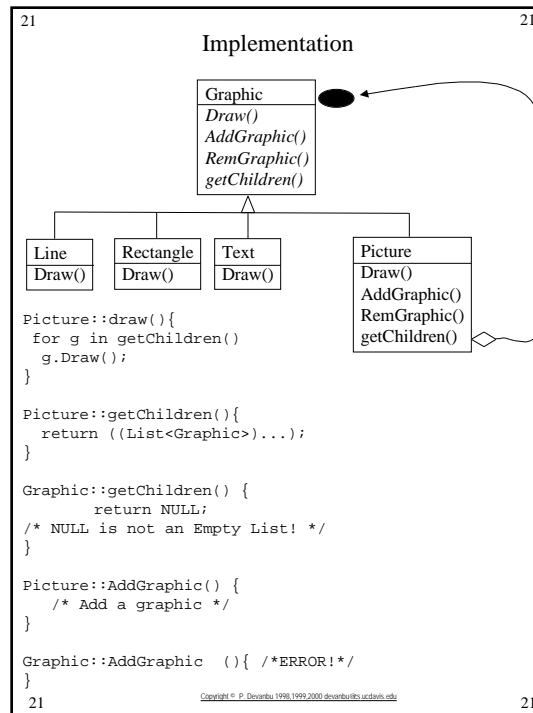 21 21
Implementation
Graphic
Draw()
AddGraphic()
RemGraphic()
getChildren()
Line Rectangle Text Picture
Draw() Draw() Draw() Draw()
AddGraphic()
RemGraphic()
getChildren()
Picture::draw(){
for g in getChildren()
g.Draw();
}
Picture::getChildren(){
return ((List<Graphic>)...);
}
Graphic::getChildren() {
return NULL;
/* NULL is not an Empty List! */
}
Picture::AddGraphic() {
/* Add a graphic */
}
Graphic::AddGraphic (){ /*ERROR!*/
}
21 Copyright © P. Devanbu 1998,1999,2000 devanbu@cs.ucdavis.edu 21